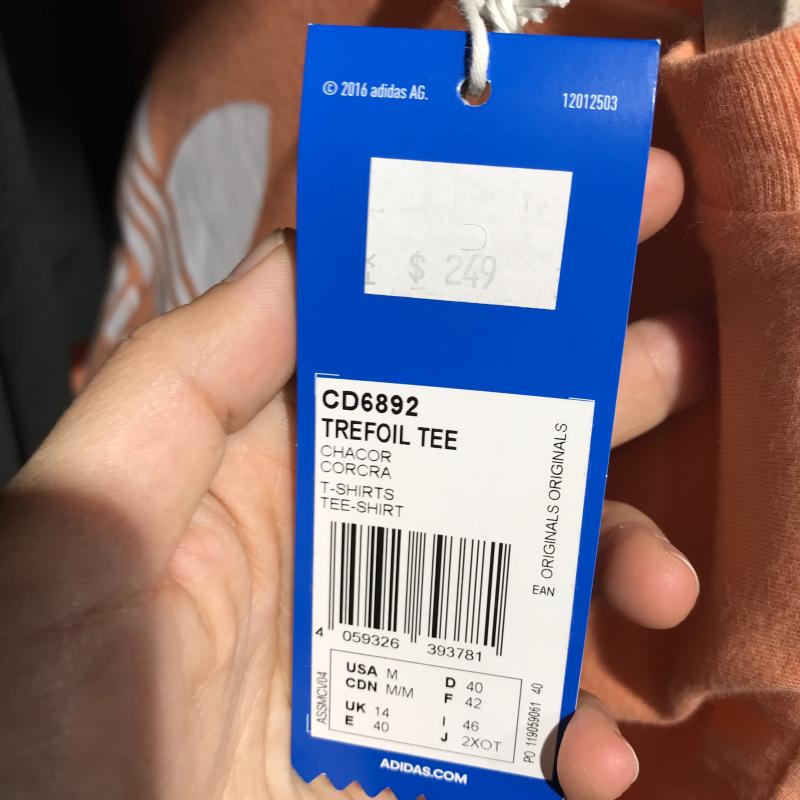 © 2016 adidas AG.
12012503
$ 249
CD6892
TREFOIL TEE
CHACOR
CORCRA
T-SHIRTS
TEE-SHIRT
ORIGINALS ORIGINALS
EAN
4 059326 393781
ASSMCV04
USA M
CDN M/M
UK 14
E 40
D 40
F 42
I 46
J 2XOT
PO 119059061 40
ADIDAS.COM